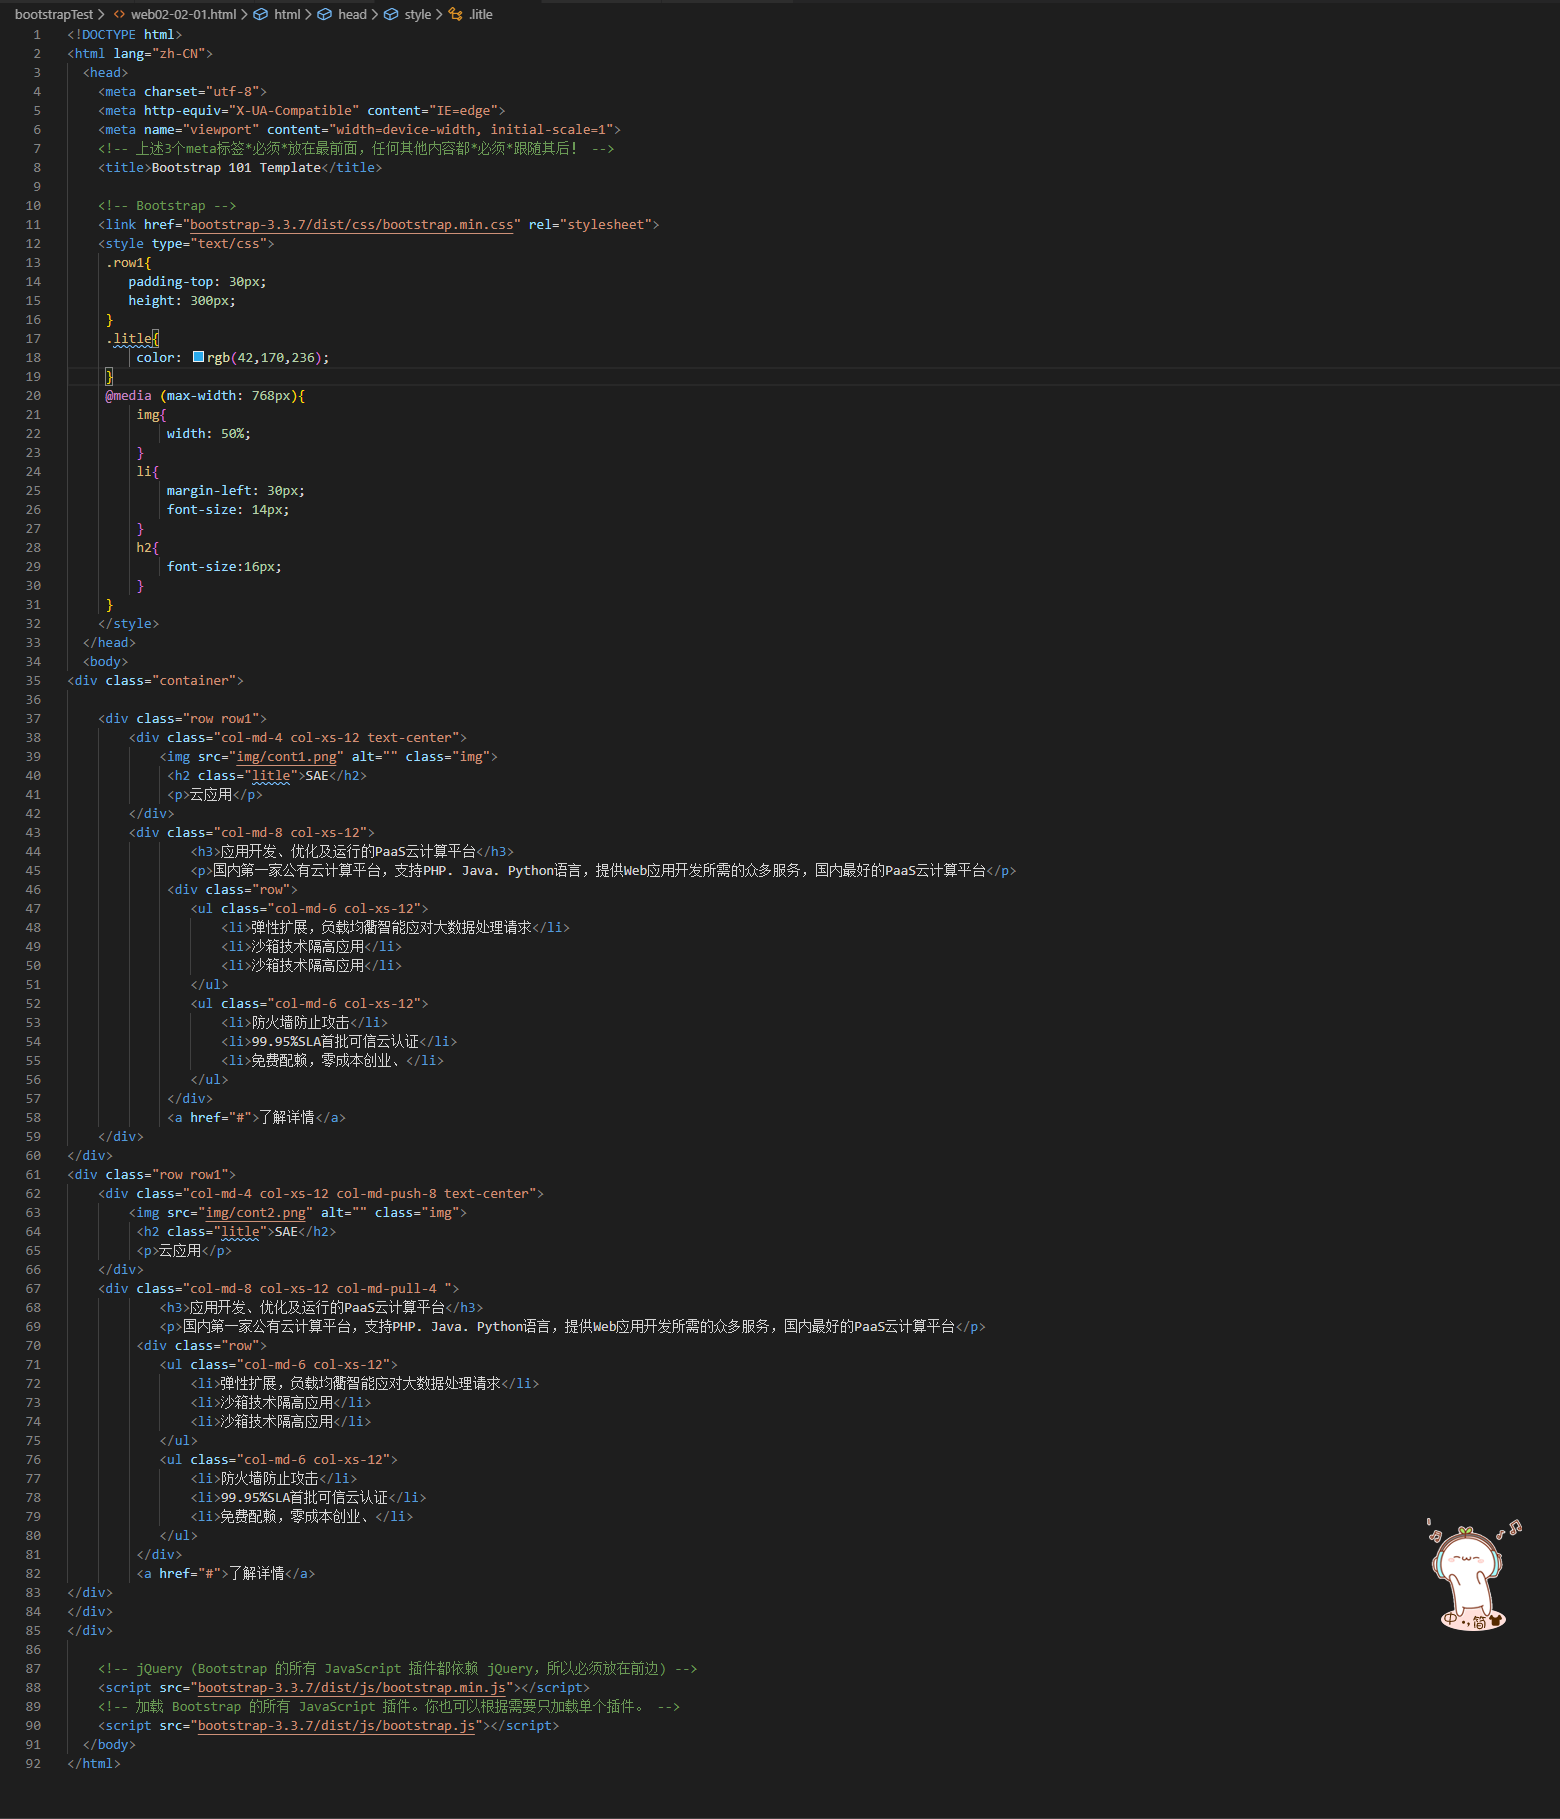 bootstrapTest > <> web02-02-01.html > html > head > style > .litle
1 <!DOCTYPE html>
2 <html lang="zh-CN">
3 <head>
4 <meta charset="utf-8">
5 <meta http-equiv="X-UA-Compatible" content="IE=edge">
6 <meta name="viewport" content="width=device-width, initial-scale=1">
7 <!-- 上述3个meta标签*必须*放在最前面，任何其他内容都*必须*跟随其后！ -->
8 <title>Bootstrap 101 Template</title>
9
10 <!-- Bootstrap -->
11 <link href="bootstrap-3.3.7/dist/css/bootstrap.min.css" rel="stylesheet">
12 <style type="text/css">
13 .row1{
14 padding-top: 30px;
15 height: 300px;
16 }
17 .litle{
18 color: rgb(42,170,236);
19 }
20 @media (max-width: 768px){
21 img{
22 width: 50%;
23 }
24 li{
25 margin-left: 30px;
26 font-size: 14px;
27 }
28 h2{
29 font-size:16px;
30 }
31 }
32 </style>
33 </head>
34 <body>
35 <div class="container">
36
37 <div class="row row1">
38 <div class="col-md-4 col-xs-12 text-center">
39 <img src="img/cont1.png" alt="" class="img">
40 <h2 class="litle">SAE</h2>
41 <p>云应用</p>
42 </div>
43 <div class="col-md-8 col-xs-12">
44 <h3>应用开发、优化及运行的PaaS云计算平台</h3>
45 <p>国内第一家公有云计算平台，支持PHP. Java. Python语言，提供Web应用开发所需的众多服务，国内最好的PaaS云计算平台</p>
46 <div class="row">
47 <ul class="col-md-6 col-xs-12">
48 <li>弹性扩展，负载均衢智能应对大数据处理请求</li>
49 <li>沙箱技术隔高应用</li>
50 <li>沙箱技术隔高应用</li>
51 </ul>
52 <ul class="col-md-6 col-xs-12">
53 <li>防火墙防止攻击</li>
54 <li>99.95%SLA首批可信云认证</li>
55 <li>免费配赖，零成本创业、</li>
56 </ul>
57 </div>
58 <a href="#">了解详情</a>
59 </div>
60 </div>
61 <div class="row row1">
62 <div class="col-md-4 col-xs-12 col-md-push-8 text-center">
63 <img src="img/cont2.png" alt="" class="img">
64 <h2 class="litle">SAE</h2>
65 <p>云应用</p>
66 </div>
67 <div class="col-md-8 col-xs-12 col-md-pull-4 ">
68 <h3>应用开发、优化及运行的PaaS云计算平台</h3>
69 <p>国内第一家公有云计算平台，支持PHP. Java. Python语言，提供Web应用开发所需的众多服务，国内最好的PaaS云计算平台</p>
70 <div class="row">
71 <ul class="col-md-6 col-xs-12">
72 <li>弹性扩展，负载均衢智能应对大数据处理请求</li>
73 <li>沙箱技术隔高应用</li>
74 <li>沙箱技术隔高应用</li>
75 </ul>
76 <ul class="col-md-6 col-xs-12">
77 <li>防火墙防止攻击</li>
78 <li>99.95%SLA首批可信云认证</li>
79 <li>免费配赖，零成本创业、</li>
80 </ul>
81 </div>
82 <a href="#">了解详情</a>
83 </div>
84 </div>
85 </div>
中 •, 简
86
87 <!-- jQuery (Bootstrap 的所有 JavaScript 插件都依赖 jQuery，所以必须放在前边) -->
88 <script src="bootstrap-3.3.7/dist/js/bootstrap.min.js"></script>
89 <!-- 加载 Bootstrap 的所有 JavaScript 插件。你也可以根据需要只加载单个插件。 -->
90 <script src="bootstrap-3.3.7/dist/js/bootstrap.js"></script>
91 </body>
92 </html>